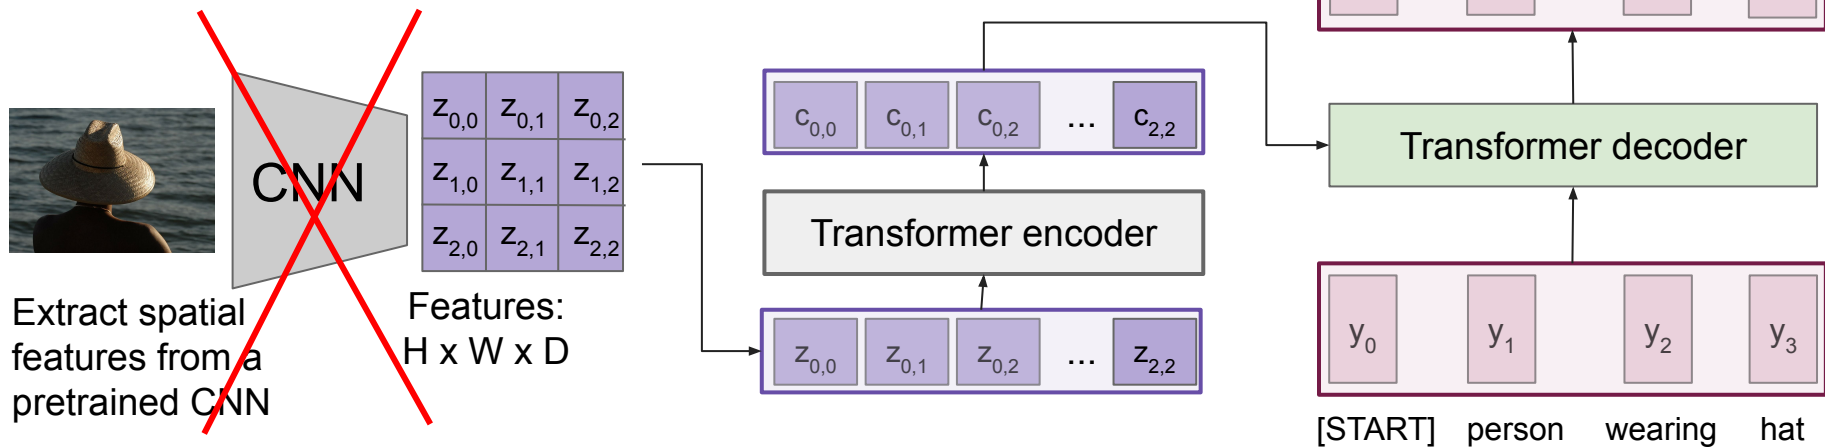 CNN
z0,0 z0,1 z0,2
z1,0 z1,1 z1,2
z2,0 z2,1 z2,2
Extract spatial
features from a
pretrained CNN
Features:
H x W x D
c0,0 c0,1 c0,2 ... c2,2
Transformer encoder
z0,0 z0,1 z0,2 ... z2,2
Transformer decoder
y0 y1 y2 y3
[START] person wearing hat